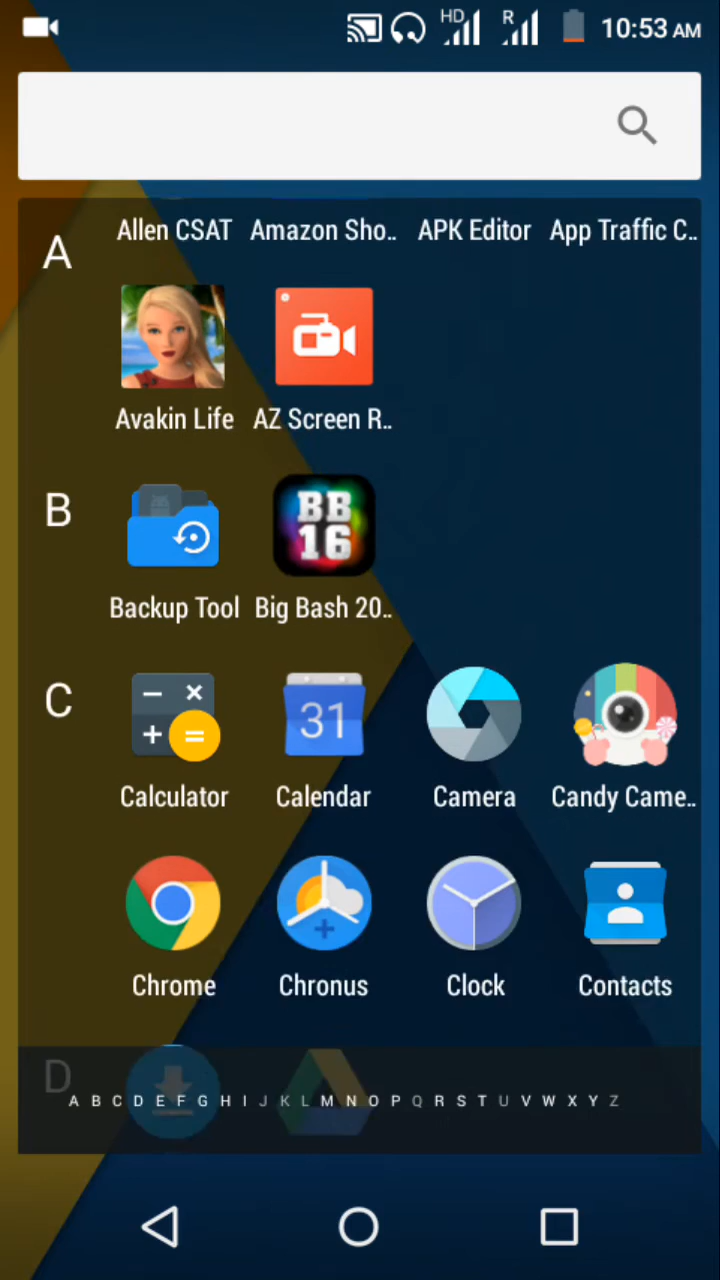 HD R 10:53 AM
A
Allen CSAT Amazon Sho.. APK Editor App Traffic C..
Avakin Life AZ Screen R..
B
BB
16
Backup Tool Big Bash 20..
C
31
Calculator Calendar Camera Candy Came..
Chrome Chronus Clock Contacts
D
A B C D E F G H I J K L M N O P Q R S T U V W X Y Z